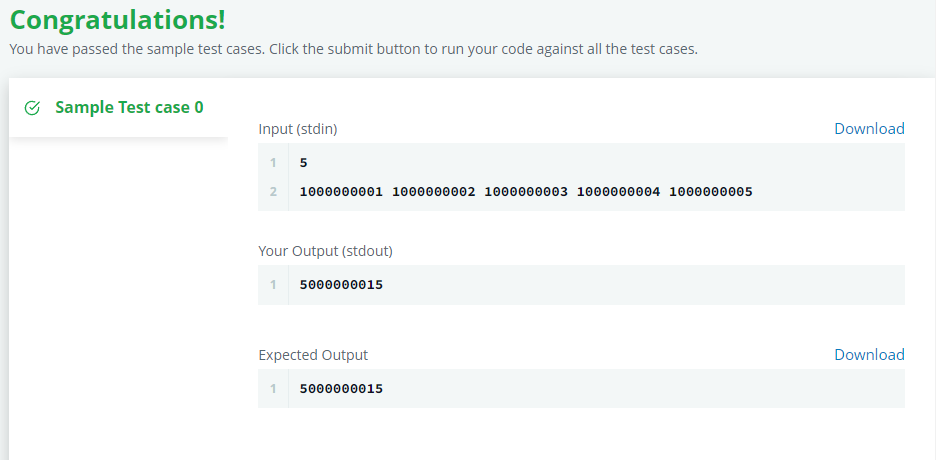 Congratulations!
You have passed the sample test cases. Click the submit button to run your code against all the test cases.
Sample Test case 0
Input (stdin)
Download
1 5
2 1000000001 1000000002 1000000003 1000000004 1000000005
Your Output (stdout)
1 5000000015
Expected Output
Download
1 5000000015